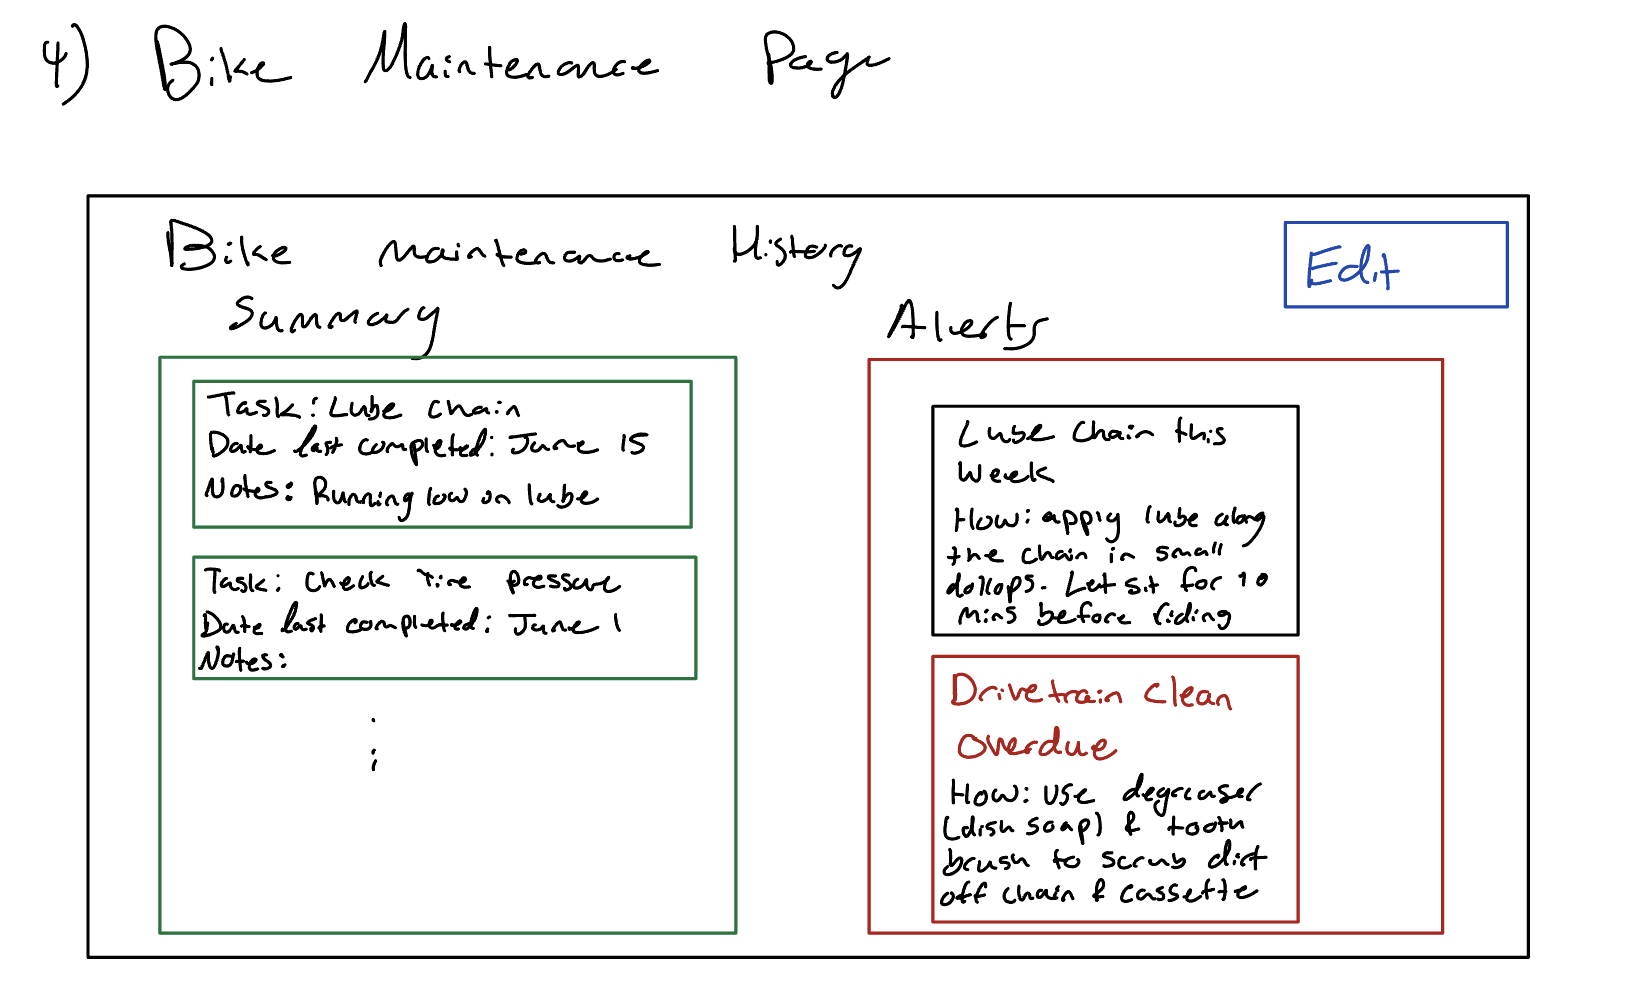 4) Bike Maintenance Page
Bike maintenance History
Summary
Edit
Alerts
Task: Lube chain
Date last completed: June 15
Notes: Running low on lube
Task: Check tire pressure
Date last completed: June 1
Notes:
Lube Chain this
Week
How: apply lube along
the chain in small
dollops. Let sit for 10
mins before riding
Drivetrain Clean
overdue
How: use degreaser
(dish soap) & tooth
brush to scrub dirt
off chain & cassette